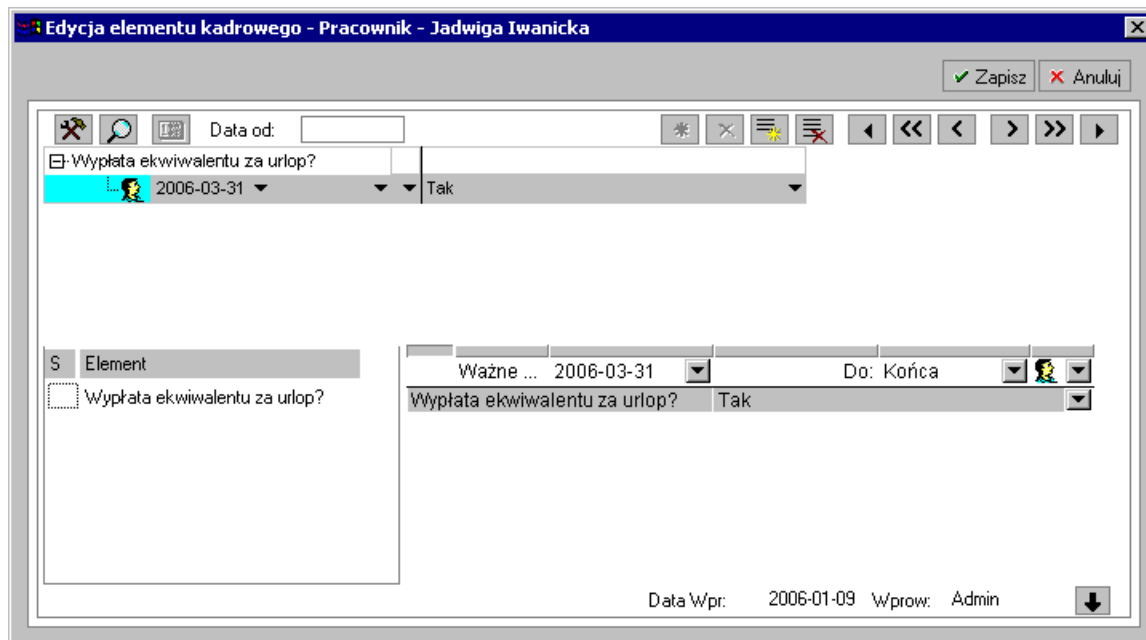 Edycja elementu kadrowego - Pracownik - Jadwiga Iwanicka
Zapisz Anuluj
Data od:
Wypłata ekwiwalentu za urlop?
2006-03-31 Tak
S Element
Wypłata ekwiwalentu za urlop?
Ważne ... 2006-03-31 Do: Końca
Wypłata ekwiwalentu za urlop? Tak
Data Wpr: 2006-01-09 Wprow: Admin